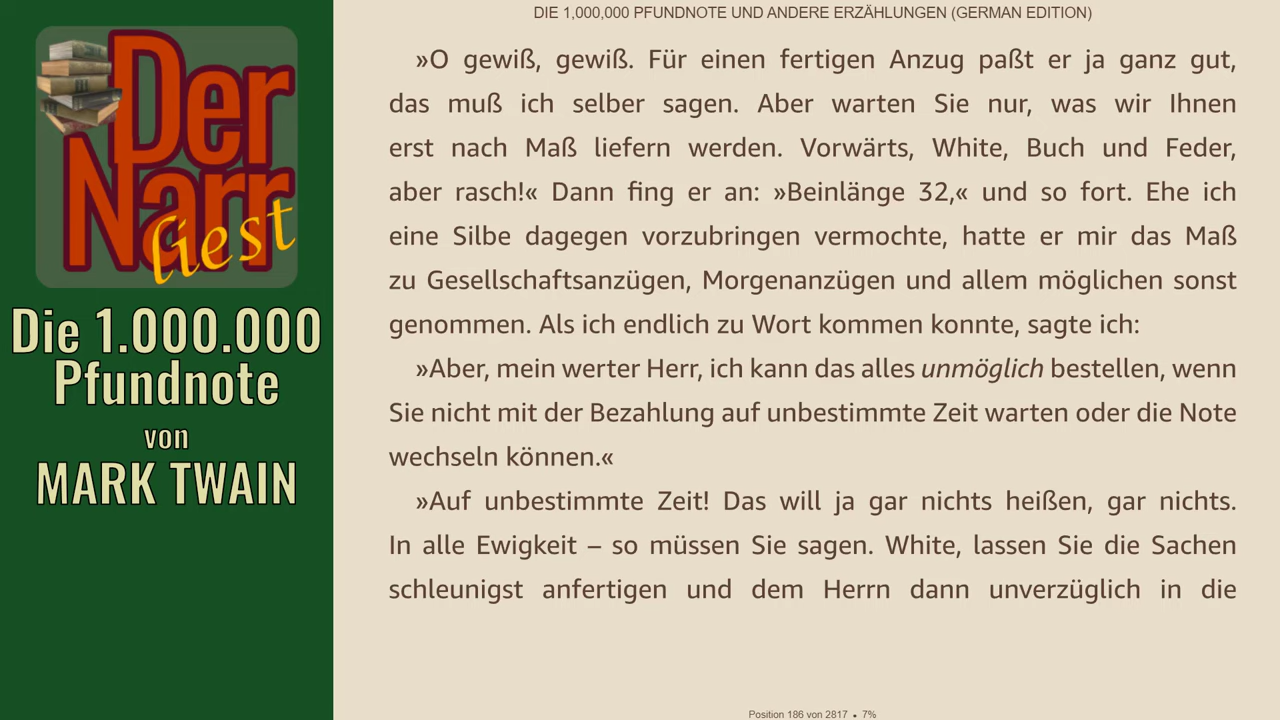 Der
Narr
liest
Die 1.000.000
Pfundnote
von
MARK TWAIN
DIE 1,000,000 PFUNDNOTE UND ANDERE ERZÄHLUNGEN (GERMAN EDITION)
»O gewiß, gewiß. Für einen fertigen Anzug paßt er ja ganz gut,
das muß ich selber sagen. Aber warten Sie nur, was wir Ihnen
erst nach Maß liefern werden. Vorwärts, White, Buch und Feder,
aber rasch!« Dann fing er an: »Beinlänge 32,« und so fort. Ehe ich
eine Silbe dagegen vorzubringen vermochte, hatte er mir das Maß
zu Gesellschaftsanzügen, Morgenanzügen und allem möglichen sonst
genommen. Als ich endlich zu Wort kommen konnte, sagte ich:
»Aber, mein werter Herr, ich kann das alles unmöglich bestellen, wenn
Sie nicht mit der Bezahlung auf unbestimmte Zeit warten oder die Note
wechseln können.«
»Auf unbestimmte Zeit! Das will ja gar nichts heißen, gar nichts.
In alle Ewigkeit – so müssen Sie sagen. White, lassen Sie die Sachen
schleunigst anfertigen und dem Herrn dann unverzüglich in die
Position 186 von 2817 • 7%